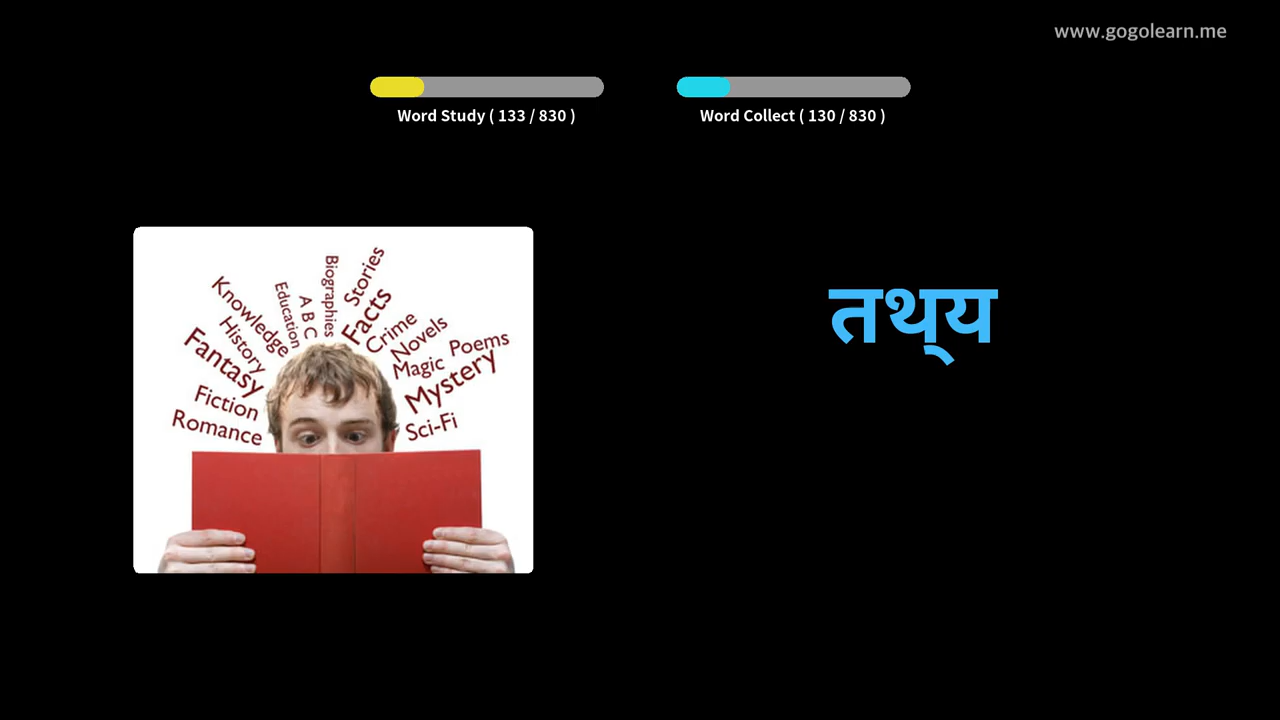 www.gogolearn.me
Word Study ( 133 / 830 )
Word Collect ( 130 / 830 )
Knowledge
History
Fantasy
Fiction
Romance
Education
A B C
Biographies
Stories
Facts
Crime
Novels
Magic
Poems
Mystery
Sci-Fi
तथ्‌य